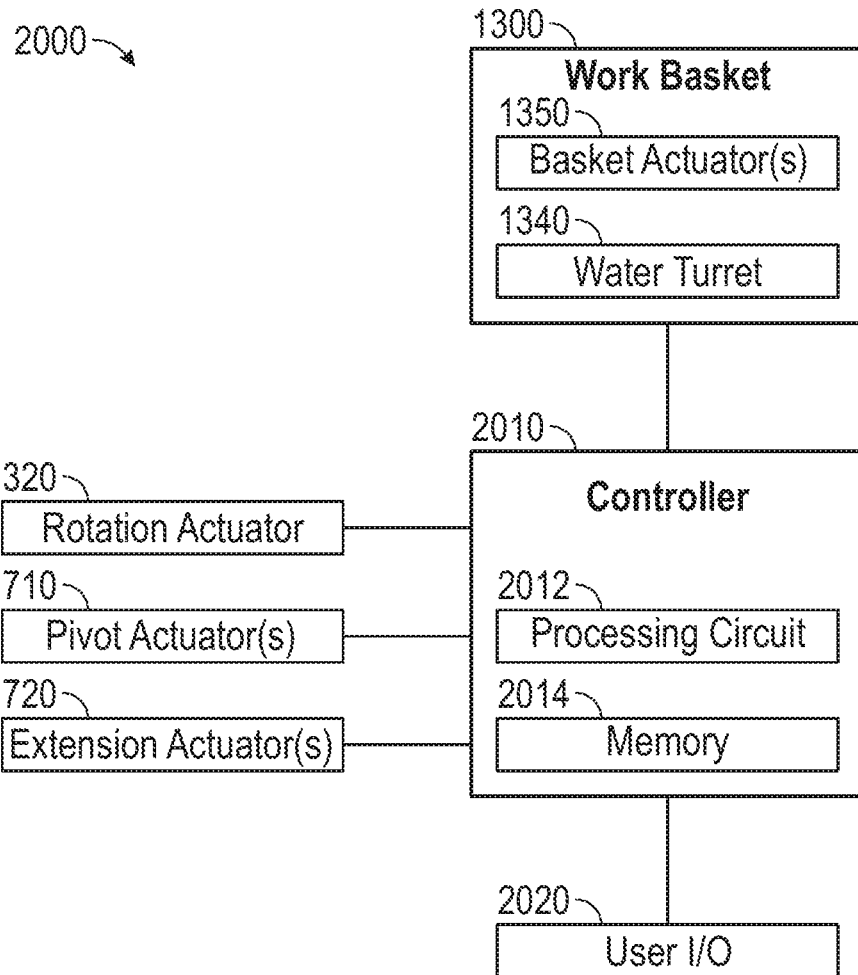 2000
1300
Work Basket
1350
Basket Actuator(s)
1340
Water Turret
2010
Controller
320
Rotation Actuator
2012
Processing Circuit
710
Pivot Actuator(s)
2014
Memory
720
Extension Actuator(s)
2020
User I/O